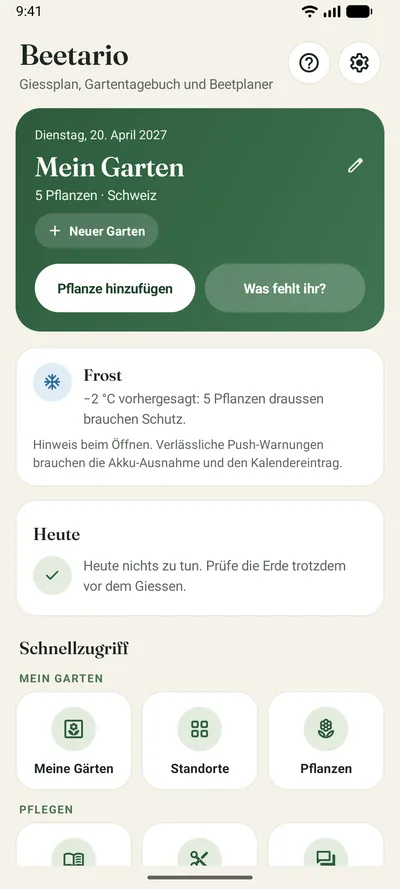 9:41
Beetario
Giessplan, Gartentagebuch und Beetplaner
Dienstag, 20. April 2027
Mein Garten
5 Pflanzen · Schweiz
+ Neuer Garten
Pflanze hinzufügen
Was fehlt ihr?
Frost
−2 °C vorhergesagt: 5 Pflanzen draussen
brauchen Schutz.
Hinweis beim Öffnen. Verlässliche Push-Warnungen
brauchen die Akku-Ausnahme und den Kalendereintrag.
Heute
Heute nichts zu tun. Prüfe die Erde trotzdem
vor dem Giessen.
Schnellzugriff
MEIN GARTEN
Meine Gärten
Standorte
Pflanzen
PFLEGEN